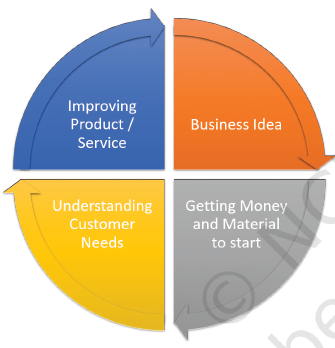 Improving
Product /
Service
Business Idea
Understanding
Customer
Needs
Getting Money
and Material
to start
©